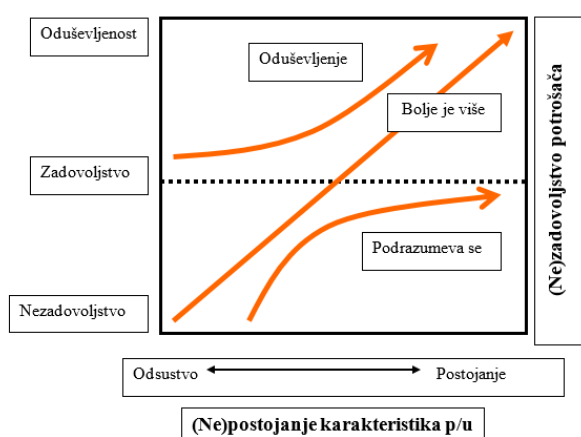 Oduševljenost
Oduševljenje
Bolje je više
Zadovoljstvo
Podrazumeva se
Nezadovoljstvo
(Ne)zadovoljstvo potrošača
Odsustvo
Postojanje
(Ne)postojanje karakteristika p/u